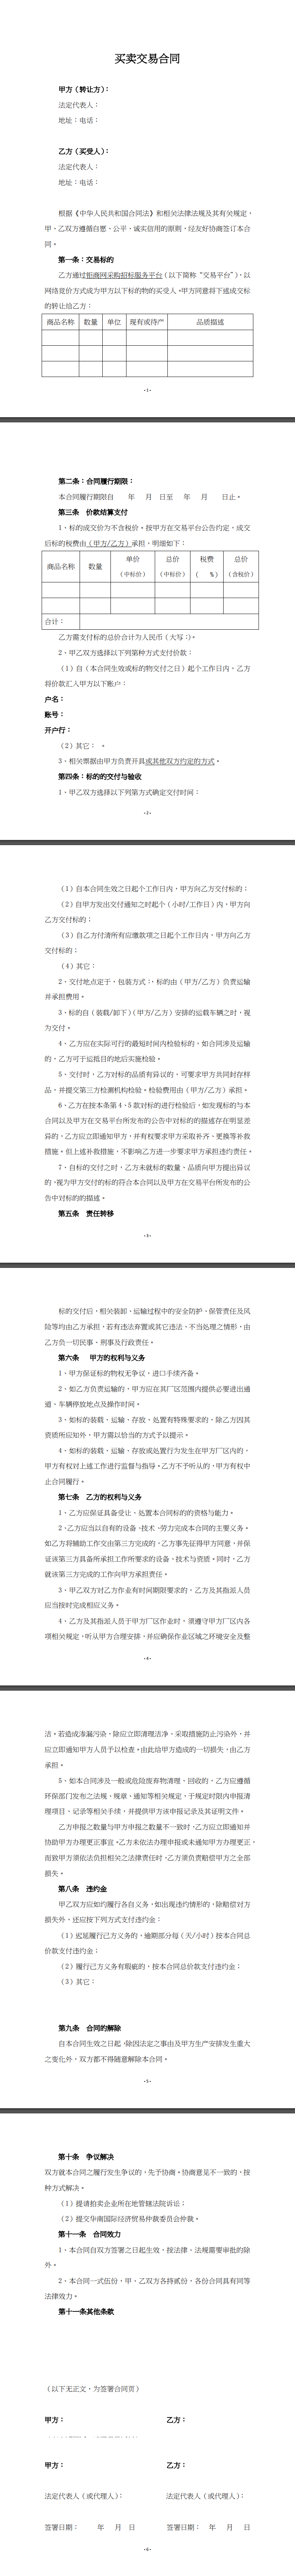 买卖交易合同
甲方（转让方）：
法定代表人：
地址：电话：
乙方（买受人）：
法定代表人：
地址：电话：
根据《中华人民共和国合同法》和相关法律法规及其有关规定，
甲、乙双方遵循自愿、公平、诚实信用的原则，经友好协商签订本合
同。
第一条：交易标的
乙方通过钜商网采购招标服务平台（以下简称“交易平台”），以
网络竞价方式成为甲方以下标的物的买受人。甲方同意将下述成交标
的转让给乙方：
商品名称 数量 单位 现有或待产 品质描述
-1-
第二条：合同履行期限：
本合同履行期限自 年 月 日至 年 月 日止。
第三条 价款结算支付
1、标的成交价为不含税价。按甲方在交易平台公告约定，成交
后标的税费由（甲方/乙方）承担，明细如下：
商品名称 数量 单价 总价 税费 总价
（中标价） （中标价） （ %） （含税价）
合计：
乙方需支付标的总价合计为人民币（大写：）。
2、甲乙双方选择以下列第种方式支付价款：
（1）自（本合同生效或标的物交付之日）起个工作日内，乙方
将价款汇入甲方以下账户：
户名：
账号：
开户行：
（2）其它： 。
3、相关票据由甲方负责开具或其他双方约定的方式。
第四条：标的交付与验收
1、甲乙双方选择以下列第方式确定交付时间：
-2-
（1）自本合同生效之日起个工作日内，甲方向乙方交付标的；
（2）自甲方发出交付通知之时起个（小时/工作日）内，甲方向
乙方交付标的；
（3）自乙方付清所有应缴款项之日起个工作日内，甲方向乙方
交付标的；
（4）其它：
2、交付地点定于，包装方式：，标的由（甲方/乙方）负责运输
并承担费用。
3、标的自（装载/卸下）（甲方/乙方）安排的运载车辆之时，视
为交付。
4、乙方应在实际可行的最短时间内检验标的，如合同涉及运输
的，乙方可于运抵目的地后实施检验。
5、交付时，乙方对标的品质有异议的，可要求甲方共同封存样
品，并提交第三方检测机构检验。检验费用由（甲方/乙方）承担。
6、乙方在按本条第 4、5 款对标的进行检验后，如发现标的与本
合同以及甲方在交易平台所发布的公告中对标的的描述存在明显差
异的，乙方应立即通知甲方，并有权要求甲方采取补齐、更换等补救
措施。但上述补救措施，不影响乙方进一步要求甲方承担违约责任。
7、自标的交付之时，乙方未就标的数量、品质向甲方提出异议
的，视为甲方交付的标的符合本合同以及甲方在交易平台所发布的公
告中对标的的描述。
第五条 责任转移
-3-
标的交付后，相关装卸、运输过程中的安全防护、保管责任及风
险等均由乙方承担，若有违法弃置或其它违法、不当处理之情形，由
乙方负一切民事、刑事及行政责任。
第六条 甲方的权利与义务
1、甲方保证标的物权无争议，进口手续齐备。
2、如乙方负责运输的，甲方应在其厂区范围内提供必要进出通
道、车辆停放地点及操作时间。
3、如标的装载、运输、存放、处置有特殊要求的，除乙方因其
资质所应知外，甲方需以恰当的方式予以提示。
4、如标的装载、运输、存放或处置行为发生在甲方厂区内的，
甲方有权对上述工作进行监督与指导。乙方不予听从的，甲方有权中
止合同履行。
第七条 乙方的权利与义务
1、乙方应保证具备受让、处置本合同标的的资格与能力。
2、乙方应当以自有的设备、技术、劳力完成本合同的主要义务。
如乙方将辅助工作交由第三方完成的，乙方事先征得甲方同意，并保
证该第三方具备所承担工作所要求的设备、技术与资质。同时，乙方
就该第三方完成的工作向甲方承担责任。
3、甲乙双方对乙方作业有时间期限要求的，乙方及其指派人员
应当按时完成相应义务。
4、乙方及其指派人员于甲方厂区作业时，须遵守甲方厂区内各
项相关规定，听从甲方合理安排，并应确保作业区域之环境安全及整
-4-
洁。若造成渗漏污染，除应立即清理洁净、采取措施防止污染外，并
应立即通知甲方人员予以检查。由此给甲方造成的一切损失，由乙方
承担。
5、如本合同涉及一般或危险废弃物清理、回收的，乙方应遵循
环保部门发布之法规、规章、通知等相关规定，于规定时限内申报清
理项目、记录等相关手续，并提供甲方该申报记录及其证明文件。
乙方申报之数量与甲方申报之数量不一致时，乙方应立即通知并
协助甲方办理更正事宜。乙方未依法办理申报或未通知甲方办理更正，
而致甲方须依法负担相关之法律责任时，乙方须负责赔偿甲方之全部
损失。
第八条 违约金
甲乙双方应如约履行各自义务，如出现违约情形的，除赔偿对方
损失外，还应按下列方式支付违约金：
（1）迟延履行己方义务的，逾期部分每（天/小时）按本合同总
价款支付违约金；
（2）履行己方义务有瑕疵的，按本合同总价款支付违约金；
（3）其它：
第九条 合同的解除
自本合同生效之日起，除因法定之事由及甲方生产安排发生重大
之变化外，双方都不得随意解除本合同。
-5-
第十条 争议解决
双方就本合同之履行发生争议的，先予协商。协商意见不一致的，按
种方式解决。
（1）提请拍卖企业所在地管辖法院诉讼；
（2）提交华南国际经济贸易仲裁委员会仲裁。
第十一条 合同效力
1、本合同自双方签署之日起生效，按法律、法规需要审批的除
外。
2、本合同一式伍份，甲、乙双方各持贰份，各份合同具有同等
法律效力。
第十一条其他条款
（以下无正文，为签署合同页）
甲方： 乙方：
甲方： 乙方：
法定代表人（或代理人）： 法定代表人（或代理人）：
签署日期： 年 月 日 签署日期： 年 月 日
-6-